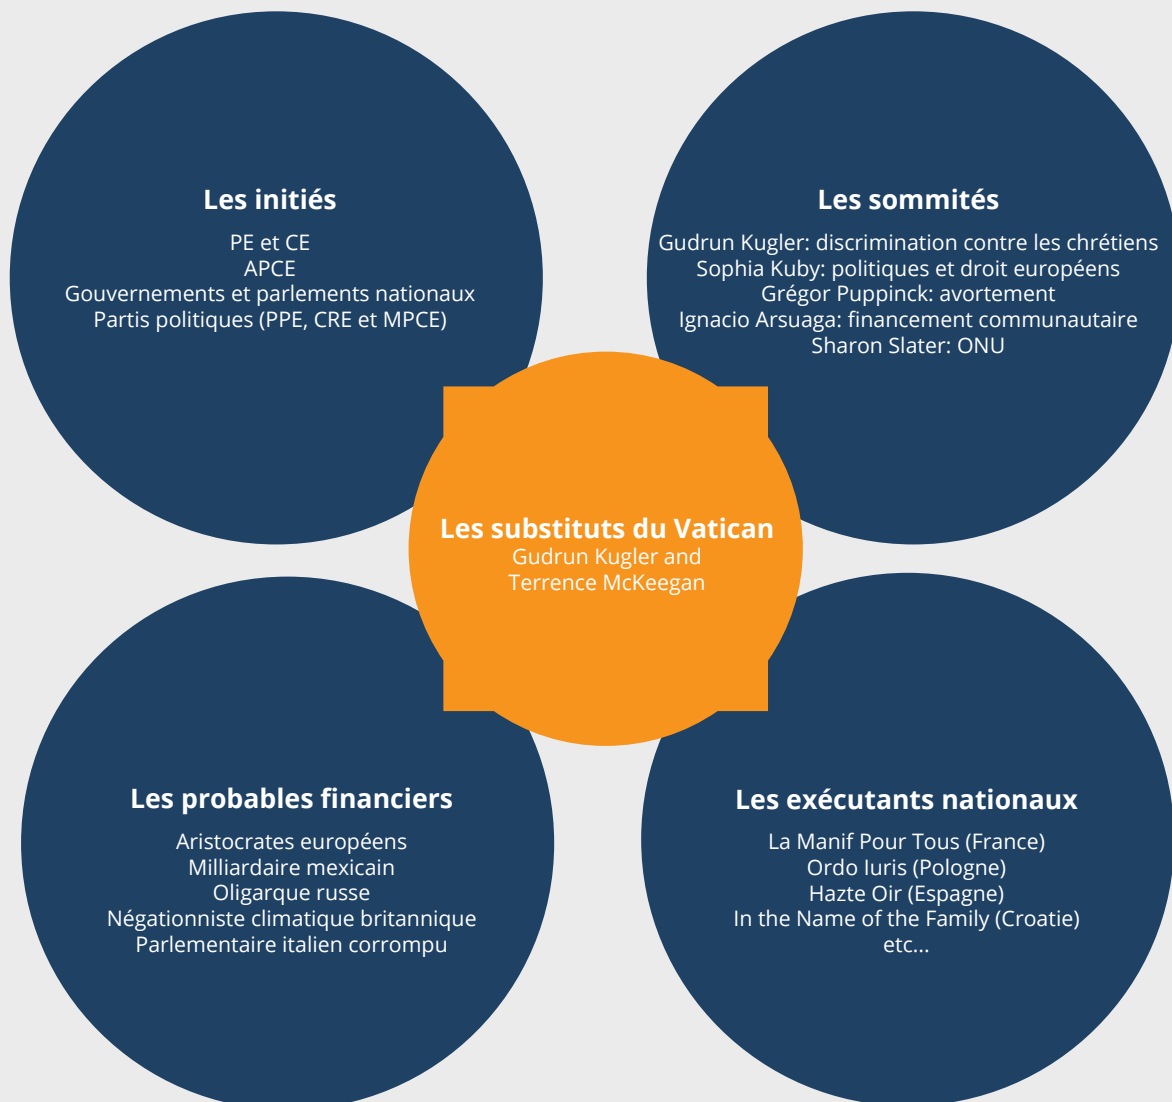 Les initiés
PE et CE
APCE
Gouvernements et parlements nationaux
Partis politiques (PPE, CRE et MPCE)
Les sommités
Gudrun Kugler: discrimination contre les chrétiens
Sophia Kuby: politiques et droit européens
Grégor Puppinck: avortement
Ignacio Arsuaga: financement communautaire
Sharon Slater: ONU
Les substituts du Vatican
Gudrun Kugler and
Terrence McKeegan
Les probables financiers
Aristocrates européens
Milliardaire mexicain
Oligarque russe
Négationniste climatique britannique
Parlementaire italien corrompu
Les exécutants nationaux
La Manif Pour Tous (France)
Ordo Iuris (Pologne)
Hazte Oir (Espagne)
In the Name of the Family (Croatie)
etc...